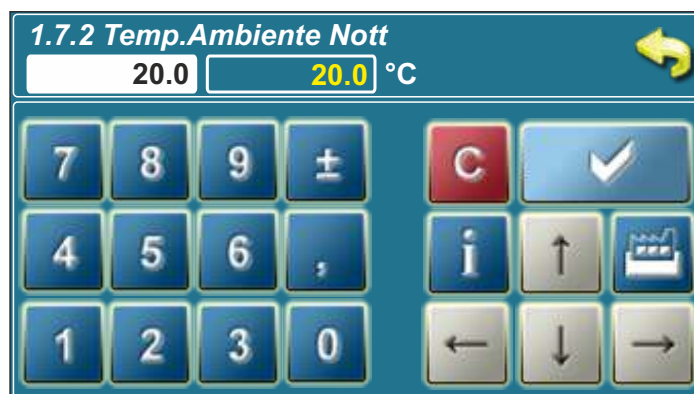 1.7.2 Temp.Ambiente Nott
20.0 20.0 °C
7 8 9 ± C
4 5 6 , i ↑
1 2 3 0 ← ↓ →